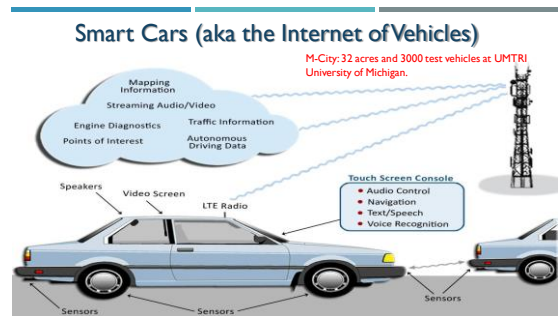 Smart Cars (aka the Internet of Vehicles)
M-City: 32 acres and 3000 test vehicles at UMTRI
University of Michigan.
Mapping
Information
Streaming Audio/Video
Engine Diagnostics
Traffic Information
Points of Interest
Autonomous
Driving Data
Touch Screen Console
• Audio Control
• Navigation
• Text/Speech
• Voice Recognition
Speakers
Video Screen
LTE Radio
Sensors
Sensors
Sensors